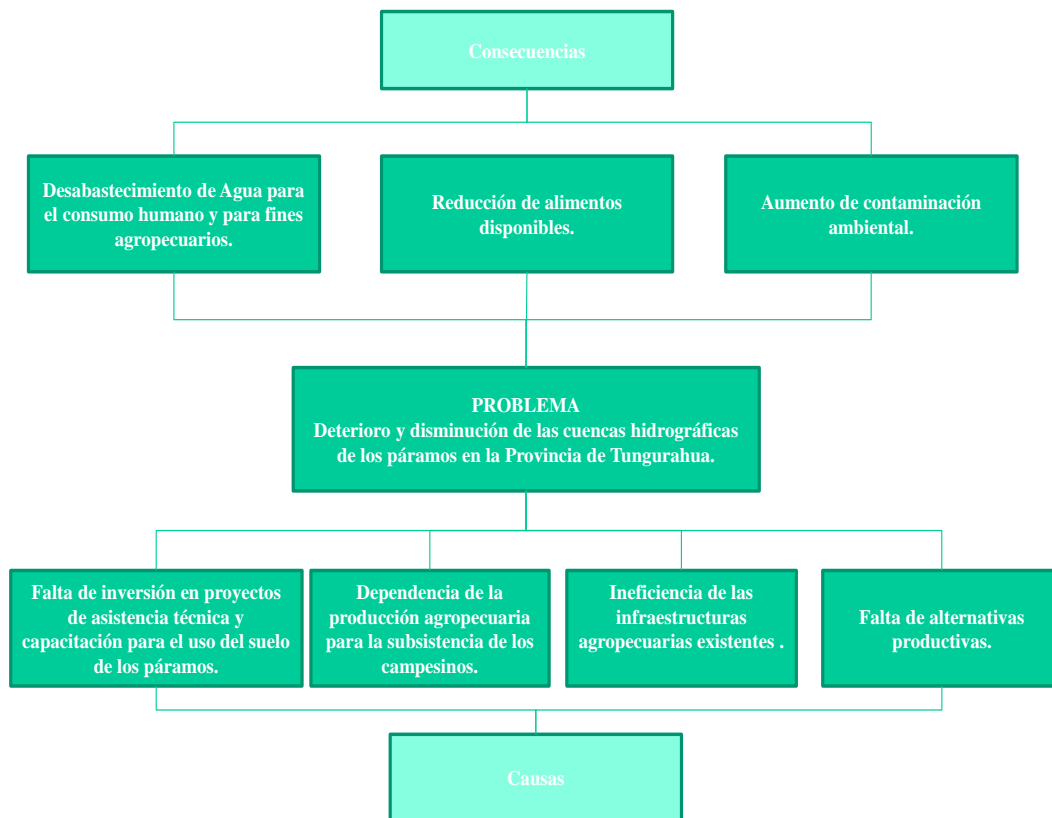 Consecuencias
Desabastecimiento de Agua para
el consumo humano y para fines
agropecuarios.
Reducción de alimentos
disponibles.
Aumento de contaminación
ambiental.
PROBLEMA
Deterioro y disminución de las cuencas hidrográficas
de los páramos en la Provincia de Tungurahua.
Falta de inversión en proyectos
de asistencia técnica y
capacitación para el uso del suelo
de los páramos.
Dependencia de la
producción agropecuaria
para la subsistencia de los
campesinos.
Ineficiencia de las
infraestructuras
agropecuarias existentes .
Falta de alternativas
productivas.
Causas